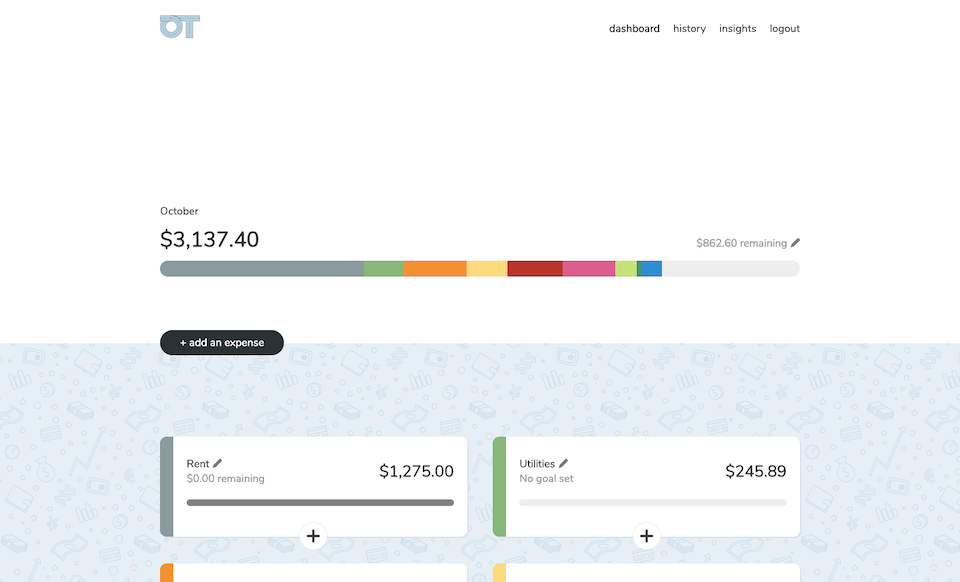 OT
dashboard history insights logout
October
$3,137.40
$862.60 remaining
+ add an expense
Rent
$0.00 remaining
$1,275.00
Utilities
No goal set
$245.89
+
+